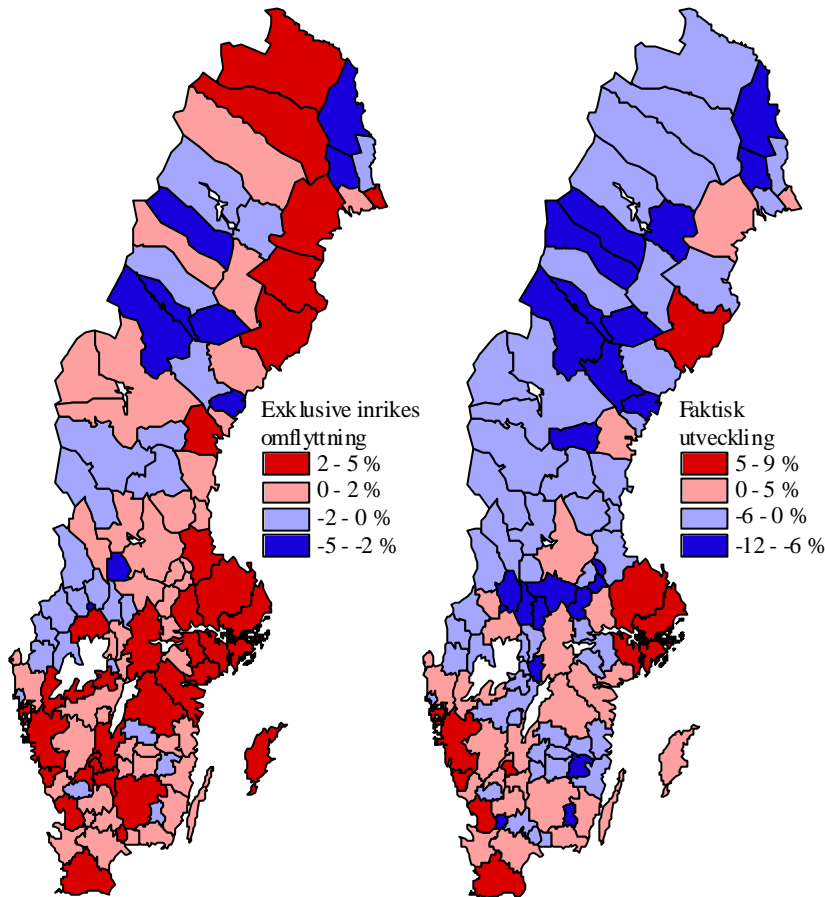 Exklusive inrikes
omflyttning
2 - 5 %
0 - 2 %
-2 - 0 %
-5 - -2 %
Faktisk
utveckling
5 - 9 %
0 - 5 %
-6 - 0 %
-12 - -6 %